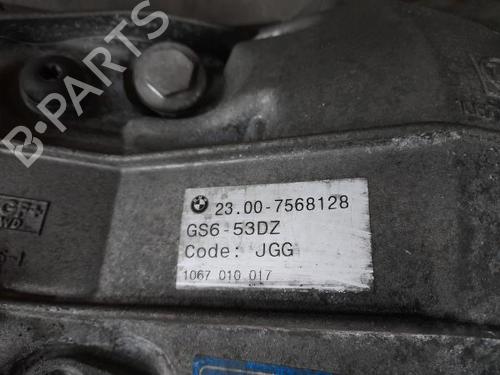 B-PARTS
23.00-7568128
GS6-53DZ
Code: JGG
1067 010 017